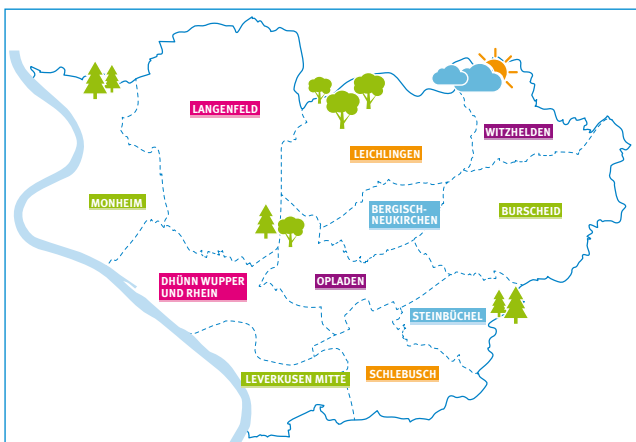 LANGENFELD
WITZHELDEN
LEICHLINGEN
MONHEIM
BERGISCH-
NEUKIRCHEN
BURSCHEID
DHÜNN WUPPER
UND RHEIN
OPLADEN
STEINBÜCHEL
LEVERKUSEN MITTE
SCHLEBUSCH